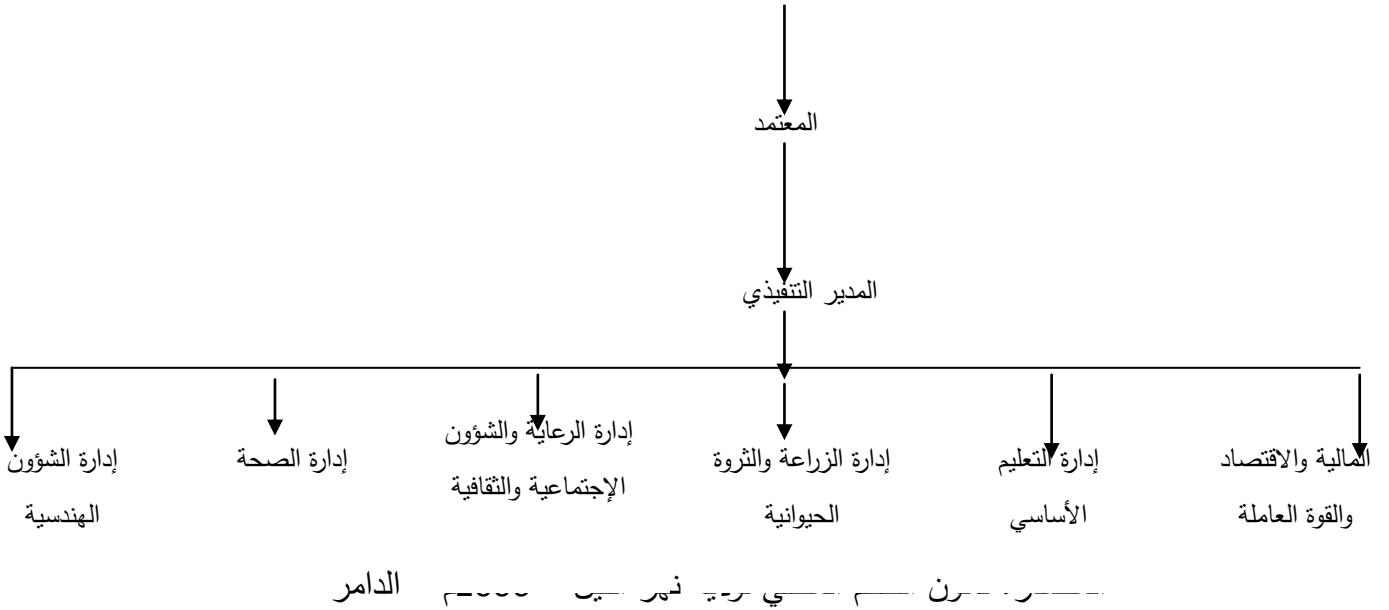 المعتمد
المدير التنفيذي
المالية والاقتصاد
والقوة العاملة
إدارة التعليم
الأساسي
إدارة الزراعة والثروة
الحيوانية
إدارة الرعاية والشؤون
الإجتماعية والثقافية
إدارة الصحة
إدارة الشؤون
الهندسية
الدامر